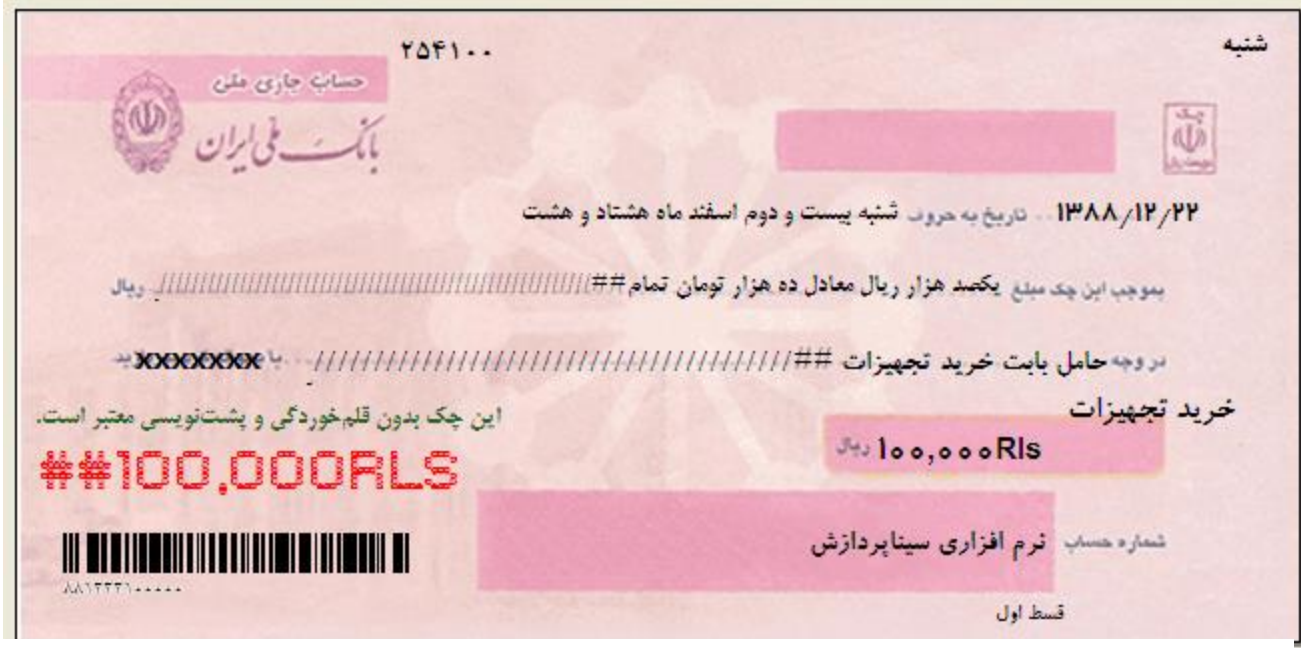 شنبه
۲۵۴۱۰۰
حساب جاری ملی
بانک ملی ایران
چک
۱۳۸۸/۱۲/۲۲ تاریخ به حروف شنبه بیست و دوم اسفند ماه هشتاد و هشت
بموجب این چک مبلغ یکصد هزار ریال معادل ده هزار تومان تمام##////////////////////////////////////////////////// ریال
در وجه حامل بابت خرید تجهیزات ##///////////////////////////////////////// با xxxxxxx
خرید تجهیزات
این چک بدون قلم‌خوردگی و پشت‌نویسی معتبر است.
۱۰۰,۰۰۰Rls ریال
##100,000RLS
شماره حساب نرم افزاری سیناپردازش
۸۸۱۲۲۲۱۰۰۰۰۰
قسط اول